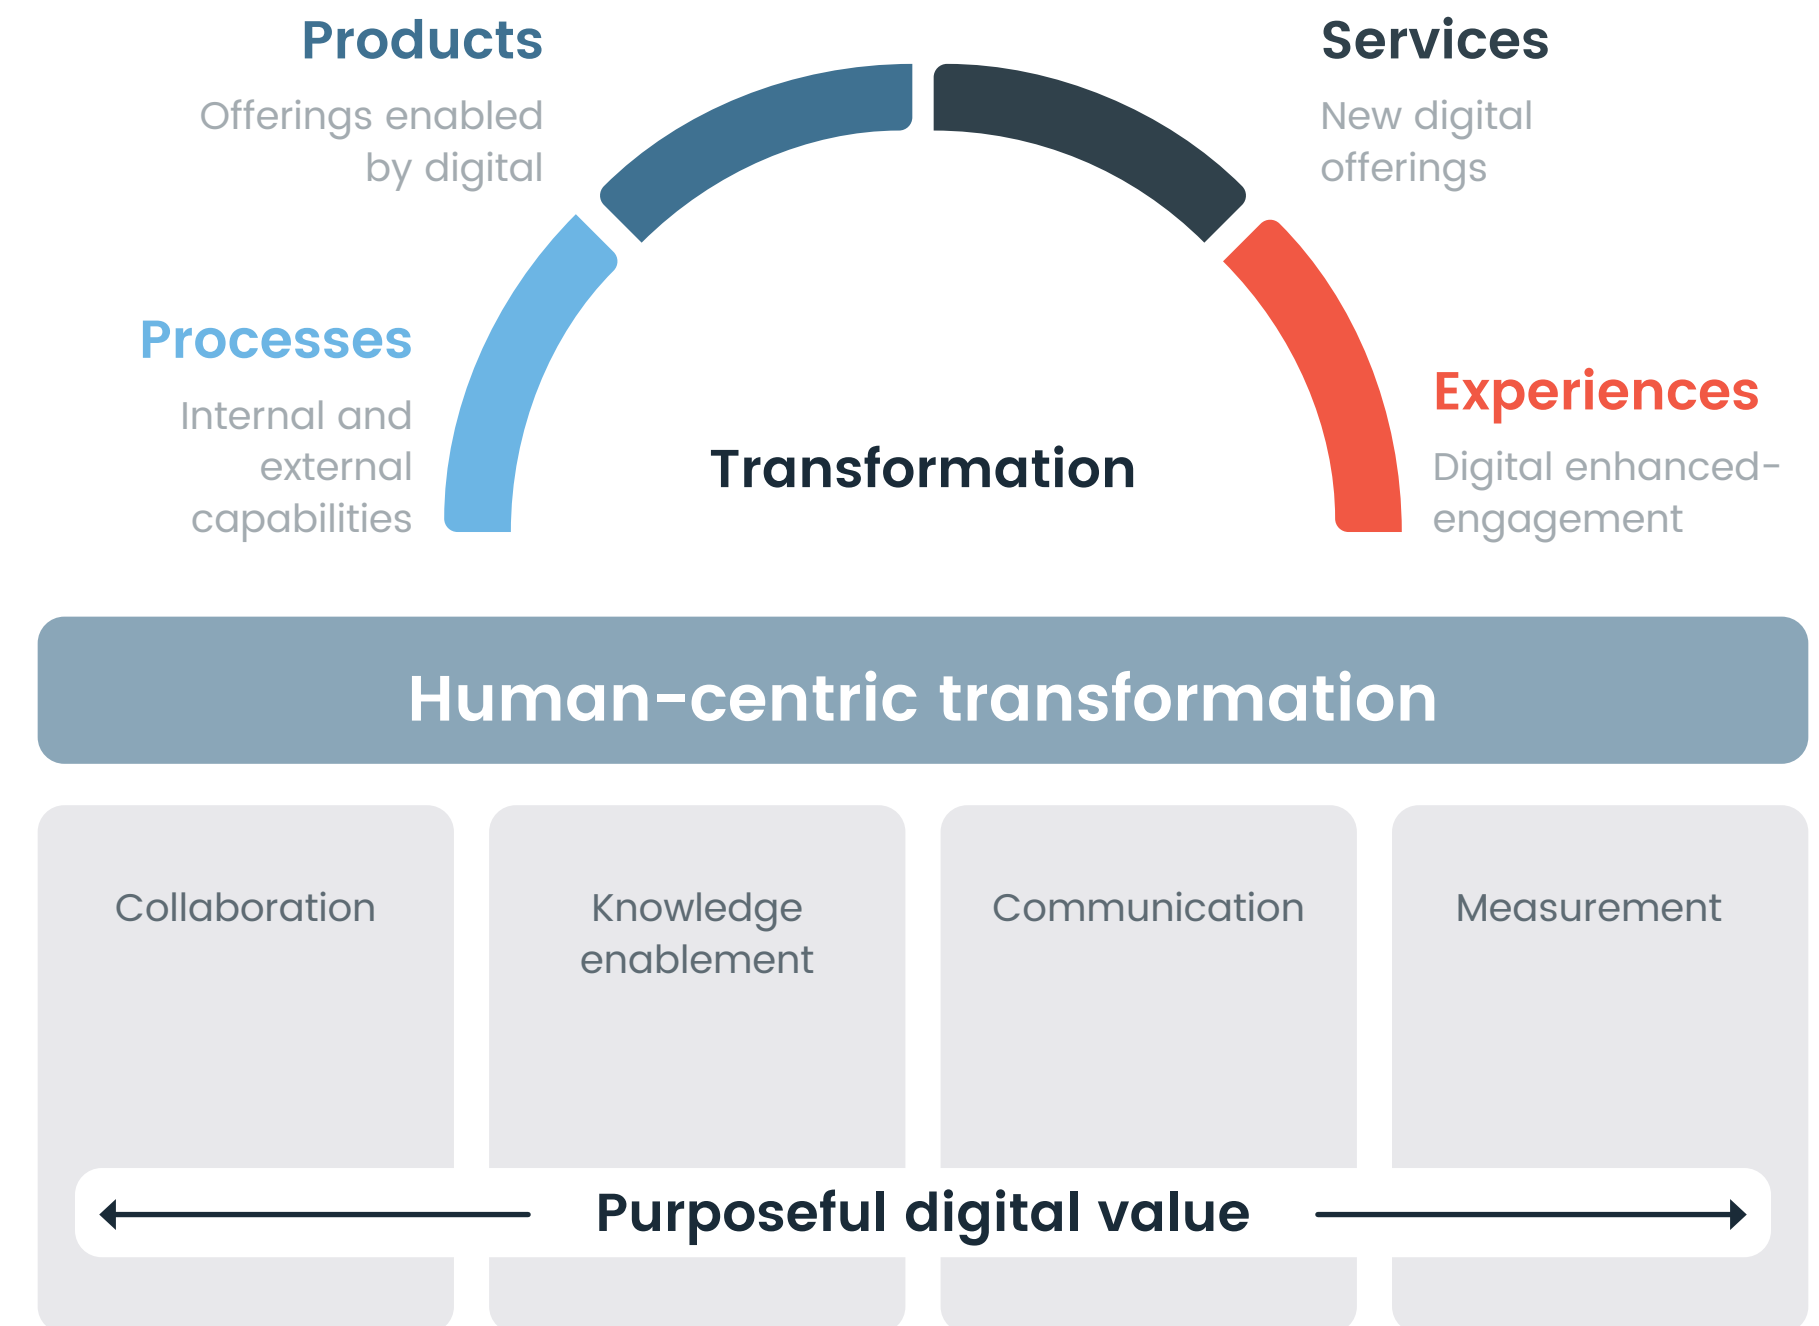 Products
Offerings enabled
by digital
Services
New digital
offerings
Processes
Internal and
external
capabilities
Transformation
Experiences
Digital enhanced-
engagement
Human-centric transformation
Collaboration
Knowledge
enablement
Communication
Measurement
Purposeful digital value